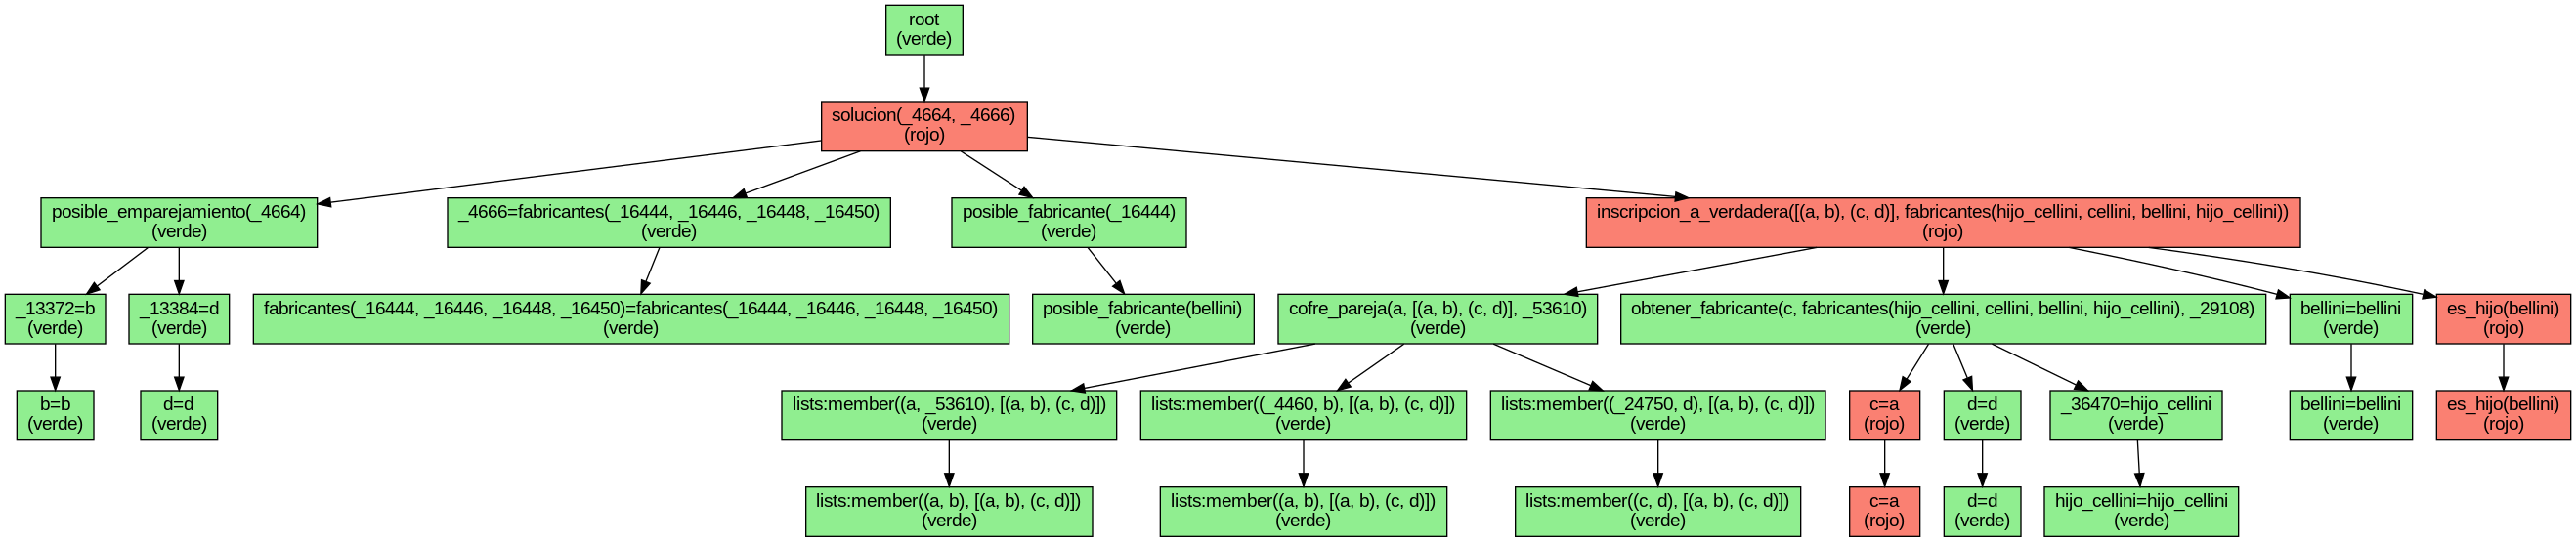 root
(verde)
solucion(_4664, _4666)
(rojo)
posible_emparejamiento(_4664)
(verde)
_4666=fabricantes(_16444, _16446, _16448, _16450)
(verde)
posible_fabricante(_16444)
(verde)
inscripcion_a_verdadera([(a, b), (c, d)], fabricantes(hijo_cellini, cellini, bellini, hijo_cellini))
(rojo)
_13372=b
(verde)
_13384=d
(verde)
fabricantes(_16444, _16446, _16448, _16450)=fabricantes(_16444, _16446, _16448, _16450)
(verde)
posible_fabricante(bellini)
(verde)
cofre_pareja(a, [(a, b), (c, d)], _53610)
(verde)
obtener_fabricante(c, fabricantes(hijo_cellini, cellini, bellini, hijo_cellini), _29108)
(verde)
bellini=bellini
(verde)
es_hijo(bellini)
(rojo)
b=b
(verde)
d=d
(verde)
lists:member((a, _53610), [(a, b), (c, d)])
(verde)
lists:member((_4460, b), [(a, b), (c, d)])
(verde)
lists:member((_24750, d), [(a, b), (c, d)])
(verde)
c=a
(rojo)
d=d
(verde)
_36470=hijo_cellini
(verde)
bellini=bellini
(verde)
es_hijo(bellini)
(rojo)
lists:member((a, b), [(a, b), (c, d)])
(verde)
lists:member((a, b), [(a, b), (c, d)])
(verde)
lists:member((c, d), [(a, b), (c, d)])
(verde)
c=a
(rojo)
d=d
(verde)
hijo_cellini=hijo_cellini
(verde)